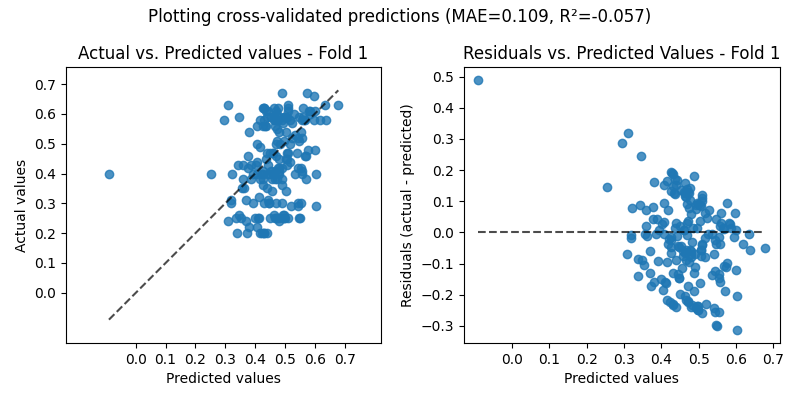 Plotting cross-validated predictions (MAE=0.109, R²=-0.057)
Actual vs. Predicted values - Fold 1
Actual values
0.7
0.6
0.5
0.4
0.3
0.2
0.1
0.0
0.0 0.1 0.2 0.3 0.4 0.5 0.6 0.7
Predicted values
Residuals vs. Predicted Values - Fold 1
Residuals (actual - predicted)
0.5
0.4
0.3
0.2
0.1
0.0
−0.1
−0.2
−0.3
0.0 0.1 0.2 0.3 0.4 0.5 0.6 0.7
Predicted values